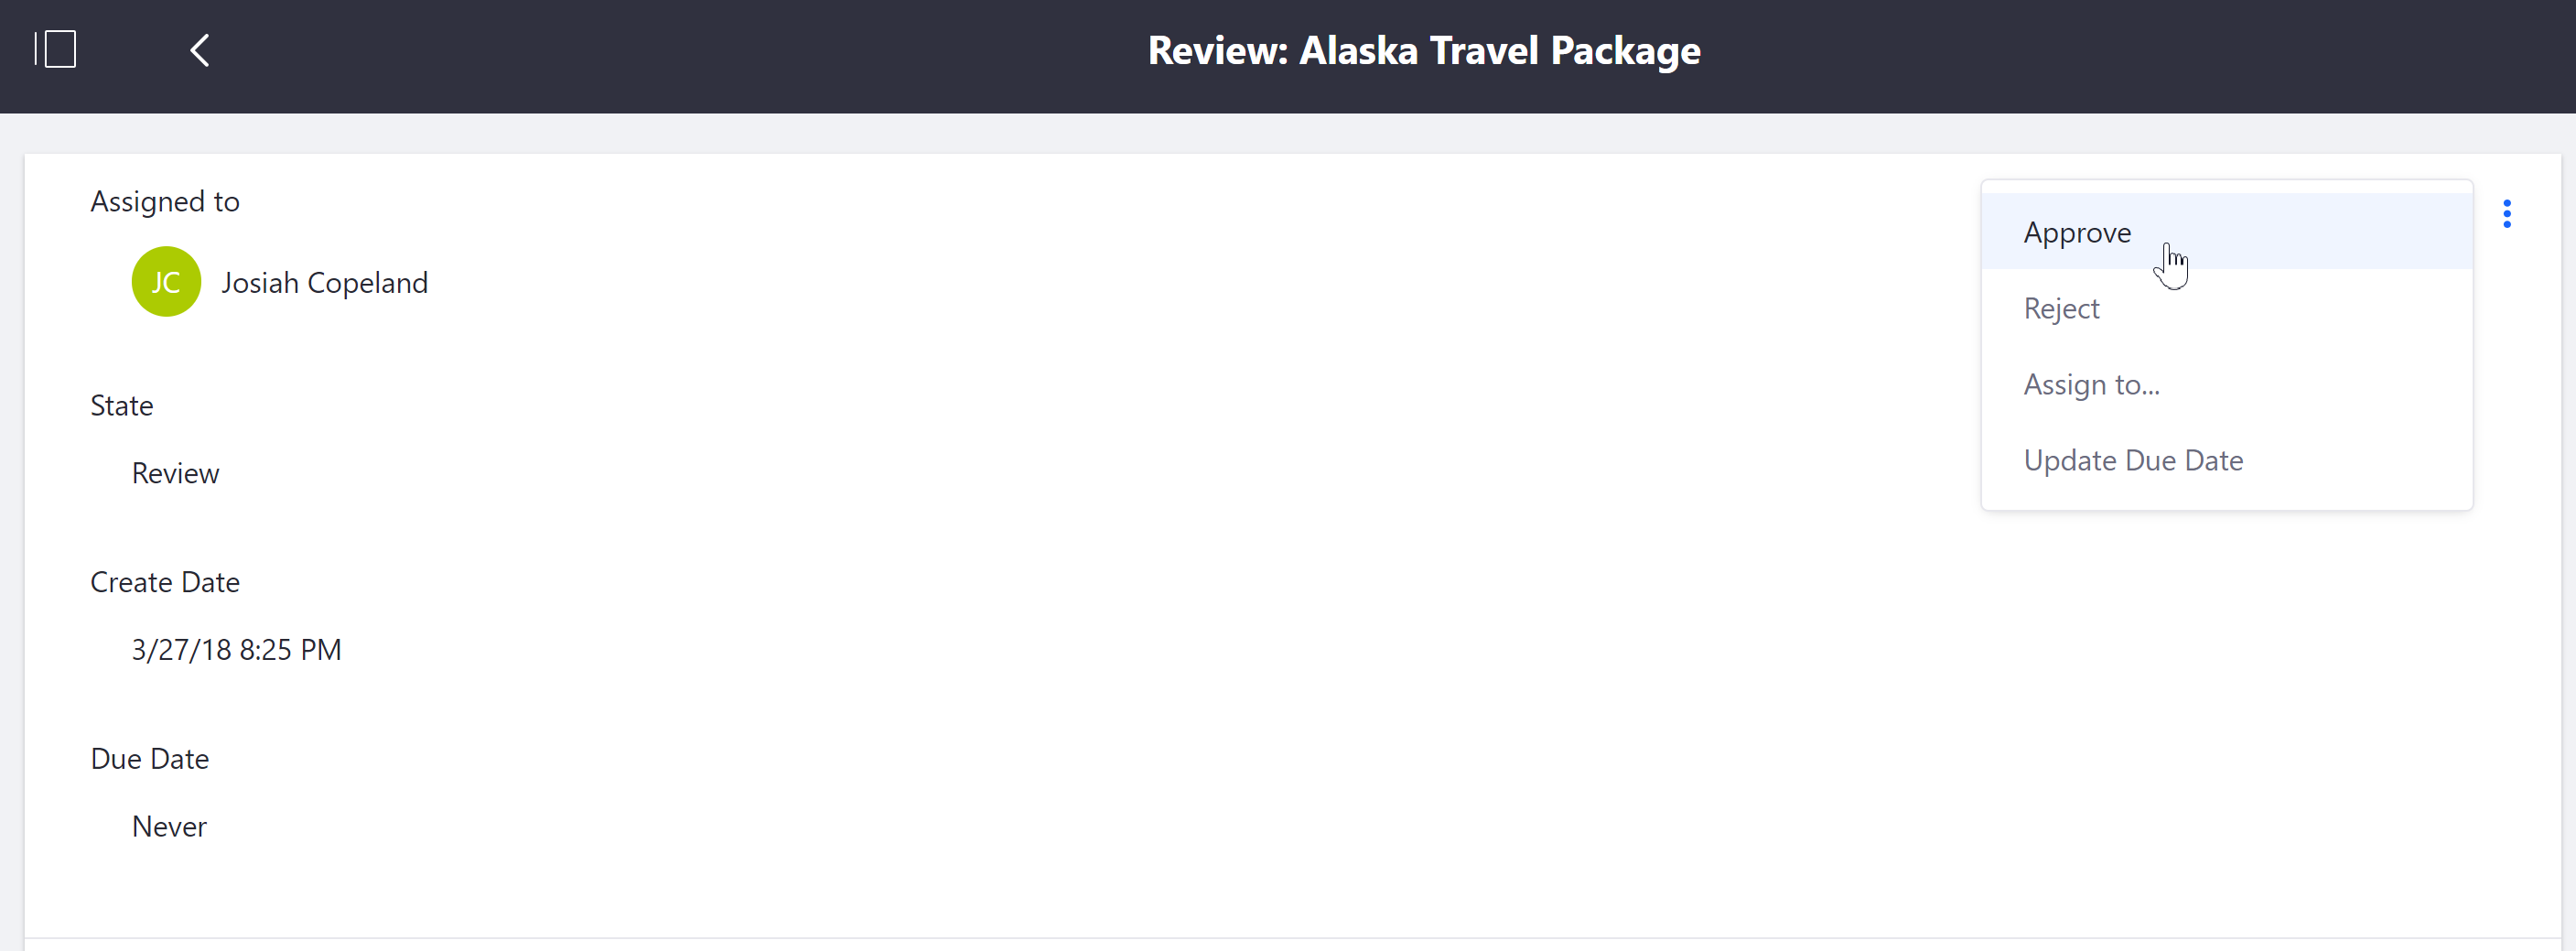 Review: Alaska Travel Package
Assigned to
JC Josiah Copeland
State
Review
Create Date
3/27/18 8:25 PM
Due Date
Never
Approve
Reject
Assign to...
Update Due Date